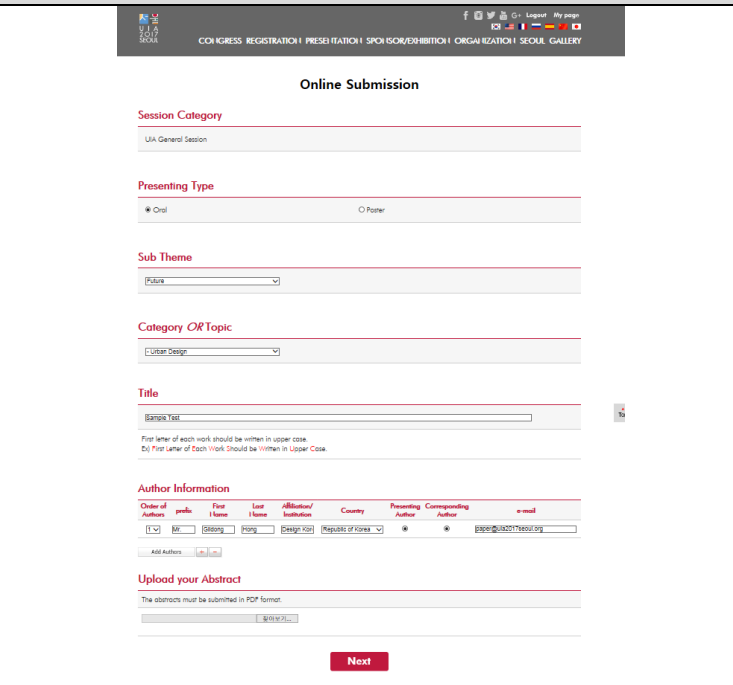 G+ Logout My page
UIA
2017
SEOUL
CONGRESS REGISTRATION PRESENTATION SPONSOR/EXHIBITION ORGANIZATION SEOUL GALLERY
Online Submission
Session Category
UIA General Session
Presenting Type
Oral Poster
Sub Theme
Future
Category OR Topic
- Urban Design
Title
Sample Test
First letter of each work should be written in upper case.
Ex) First Letter of Each Work Should be Written in Upper Case.
Author Information
Order of Authors prefix First Name Last Name Affiliation/Institution Country Presenting Author Corresponding Author e-mail
1 Mr. Gildong Hong Design Kor Republic of Korea paper@uia2017seoul.org
Add Authors
Upload your Abstract
The abstracts must be submitted in PDF format.
찾아보기...
Next